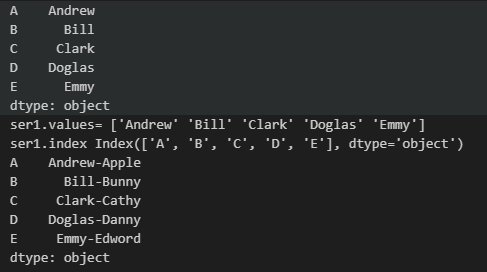 A    Andrew
B      Bill
C     Clark
D    Doglas
E      Emmy
dtype: object
ser1.values= ['Andrew' 'Bill' 'Clark' 'Doglas' 'Emmy']
ser1.index Index(['A', 'B', 'C', 'D', 'E'], dtype='object')
A    Andrew-Apple
B      Bill-Bunny
C     Clark-Cathy
D    Doglas-Danny
E     Emmy-Edword
dtype: object